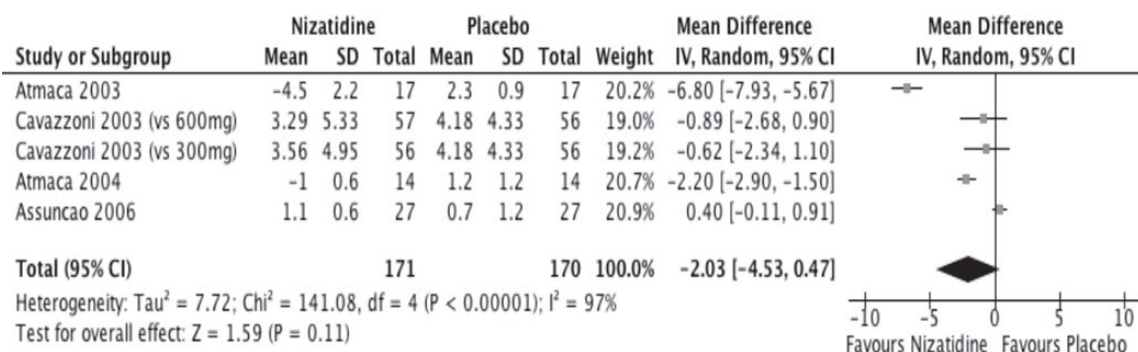 Nizatidine Placebo Mean Difference Mean Difference
Study or Subgroup Mean SD Total Mean SD Total Weight IV, Random, 95% CI IV, Random, 95% CI
Atmaca 2003 −4.5 2.2 17 2.3 0.9 17 20.2% −6.80 [−7.93, −5.67]
Cavazzoni 2003 (vs 600mg) 3.29 5.33 57 4.18 4.33 56 19.0% −0.89 [−2.68, 0.90]
Cavazzoni 2003 (vs 300mg) 3.56 4.95 56 4.18 4.33 56 19.2% −0.62 [−2.34, 1.10]
Atmaca 2004 −1 0.6 14 1.2 1.2 14 20.7% −2.20 [−2.90, −1.50]
Assuncao 2006 1.1 0.6 27 0.7 1.2 27 20.9% 0.40 [−0.11, 0.91]
Total (95% CI) 171 170 100.0% −2.03 [−4.53, 0.47]
Heterogeneity: Tau² = 7.72; Chi² = 141.08, df = 4 (P < 0.00001); I² = 97%
Test for overall effect: Z = 1.59 (P = 0.11)
−10 −5 0 5 10
Favours Nizatidine Favours Placebo